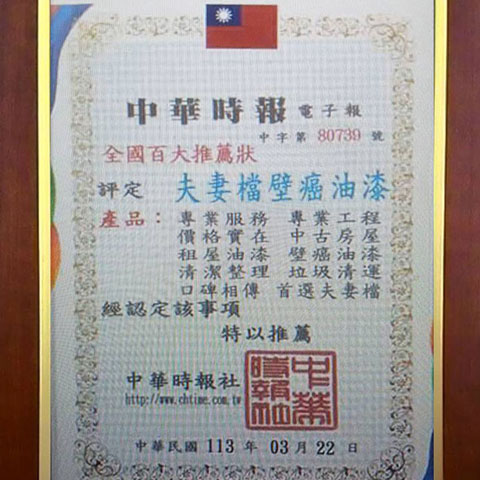 中華時報 電子報
中字第 80739 號
全國百大推薦狀
評定 夫妻檔壁癌油漆
產品：專業服務 專業工程
價格實在 中古房屋
租屋油漆 壁癌油漆
清潔整理 垃圾清運
口碑相傳 首選夫妻檔
經認定該事項
特以推薦
中華時報社
http://www.chtime.com.tw
中華時報社
中華民國 113 年 03 月 22 日